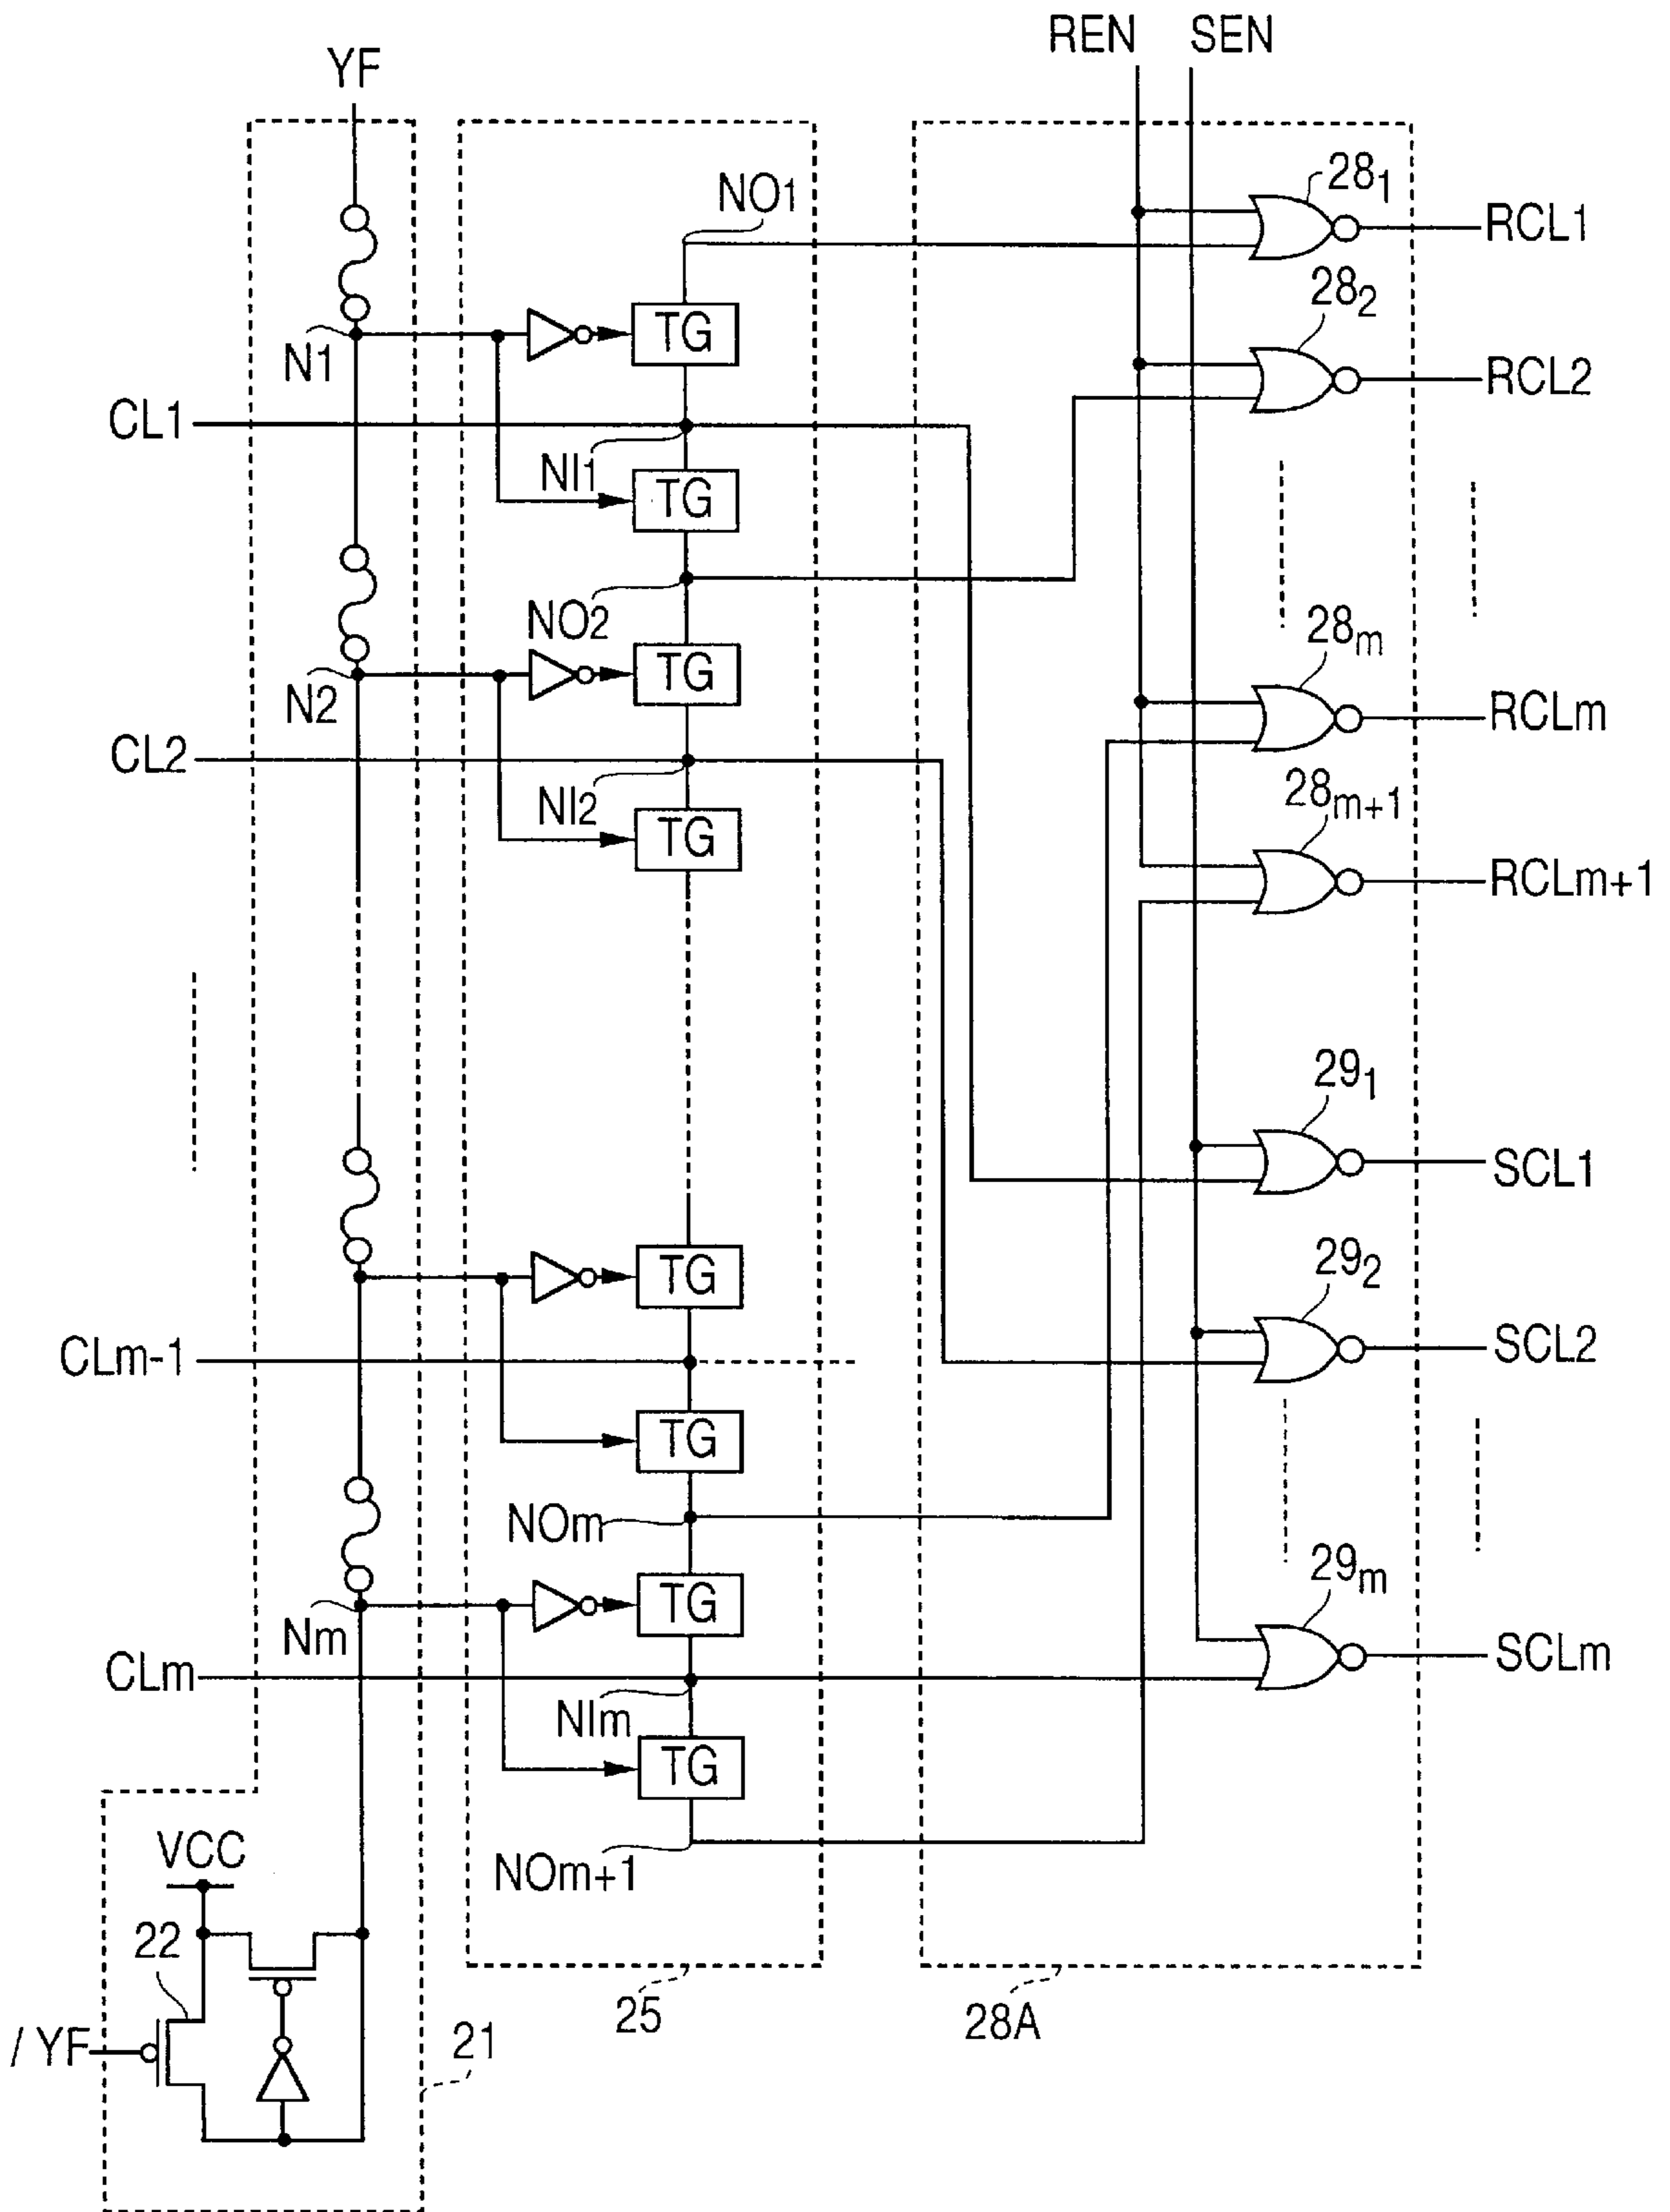 REN SEN
YF
NO1
28₁
RCL1
28₂
RCL2
TG
N1
CL1
NI1
TG
NO2
28m
RCLm
TG
N2
CL2
NI2
TG
28m+1
RCLm+1
29₁
SCL1
TG
29₂
SCL2
CLm-1
TG
NOm
29m
SCLm
TG
Nm
CLm
NIm
TG
NOm+1
VCC
22
/YF
21
25
28A